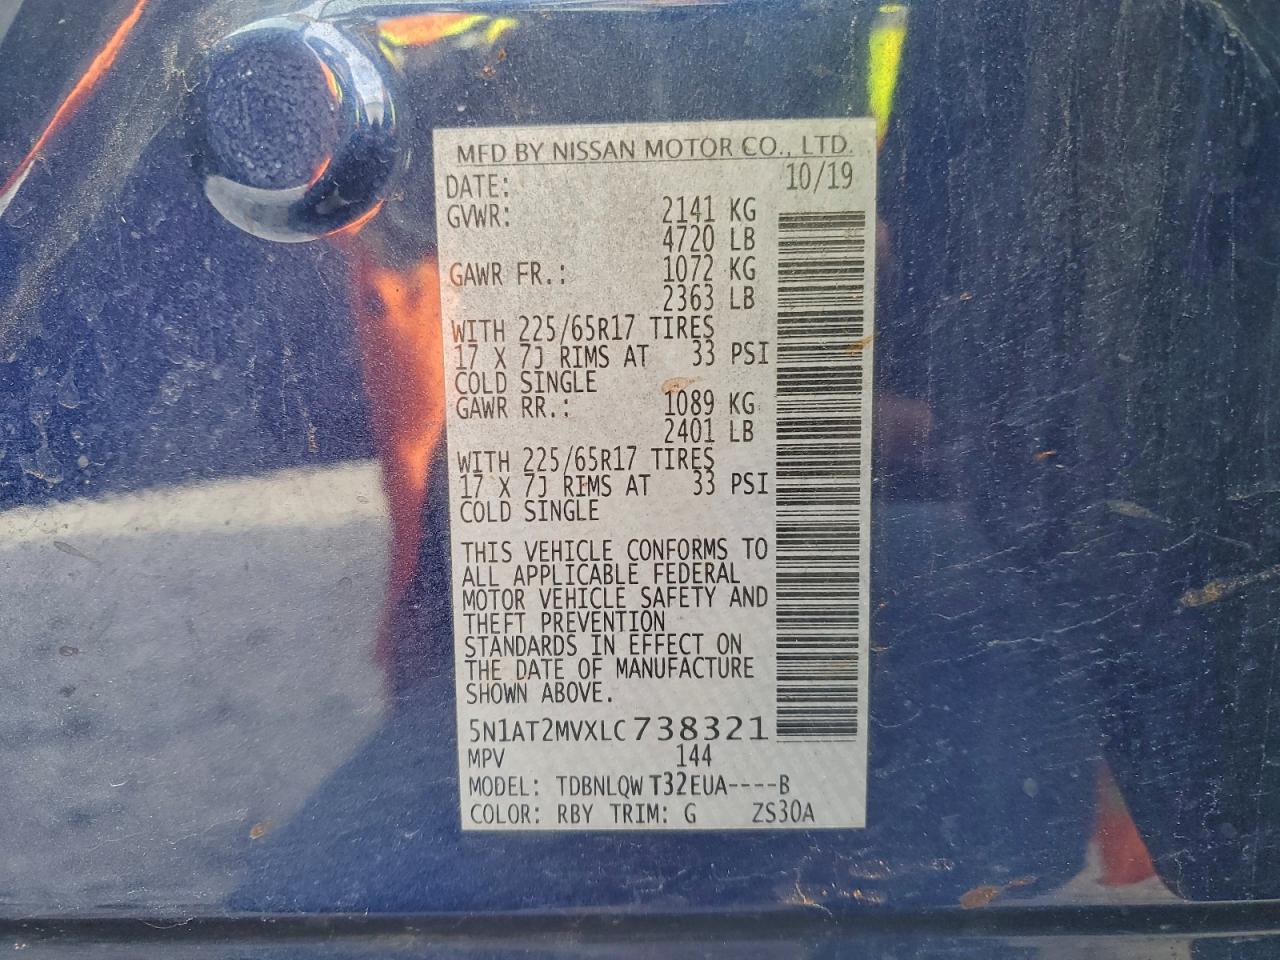 MFD BY NISSAN MOTOR CO., LTD.
DATE: 10/19
GVWR: 2141 KG
4720 LB
GAWR FR.: 1072 KG
2363 LB
WITH 225/65R17 TIRES
17 X 7J RIMS AT 33 PSI
COLD SINGLE
GAWR RR.: 1089 KG
2401 LB
WITH 225/65R17 TIRES
17 X 7J RIMS AT 33 PSI
COLD SINGLE
THIS VEHICLE CONFORMS TO
ALL APPLICABLE FEDERAL
MOTOR VEHICLE SAFETY AND
THEFT PREVENTION
STANDARDS IN EFFECT ON
THE DATE OF MANUFACTURE
SHOWN ABOVE.
5N1AT2MVXLC738321
MPV 144
MODEL: TDBNLQW T32EUA----B
COLOR: RBY TRIM: G ZS30A